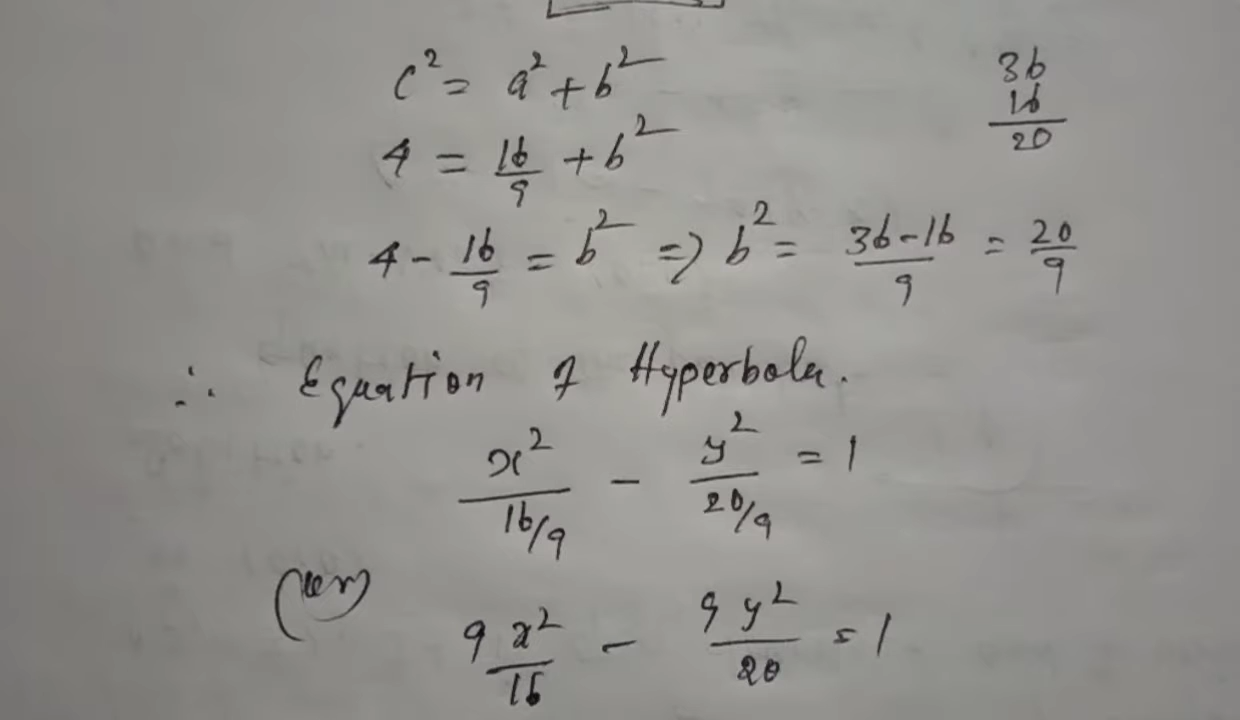 c² = a² + b²
36
16
20
4 = 16/9 + b²
4 - 16/9 = b² => b² = 36-16/9 = 20/9
∴ Equation of Hyperbola.
x²/16/9 - y²/20/9 = 1
(or)
9x²/16 - 9y²/20 = 1